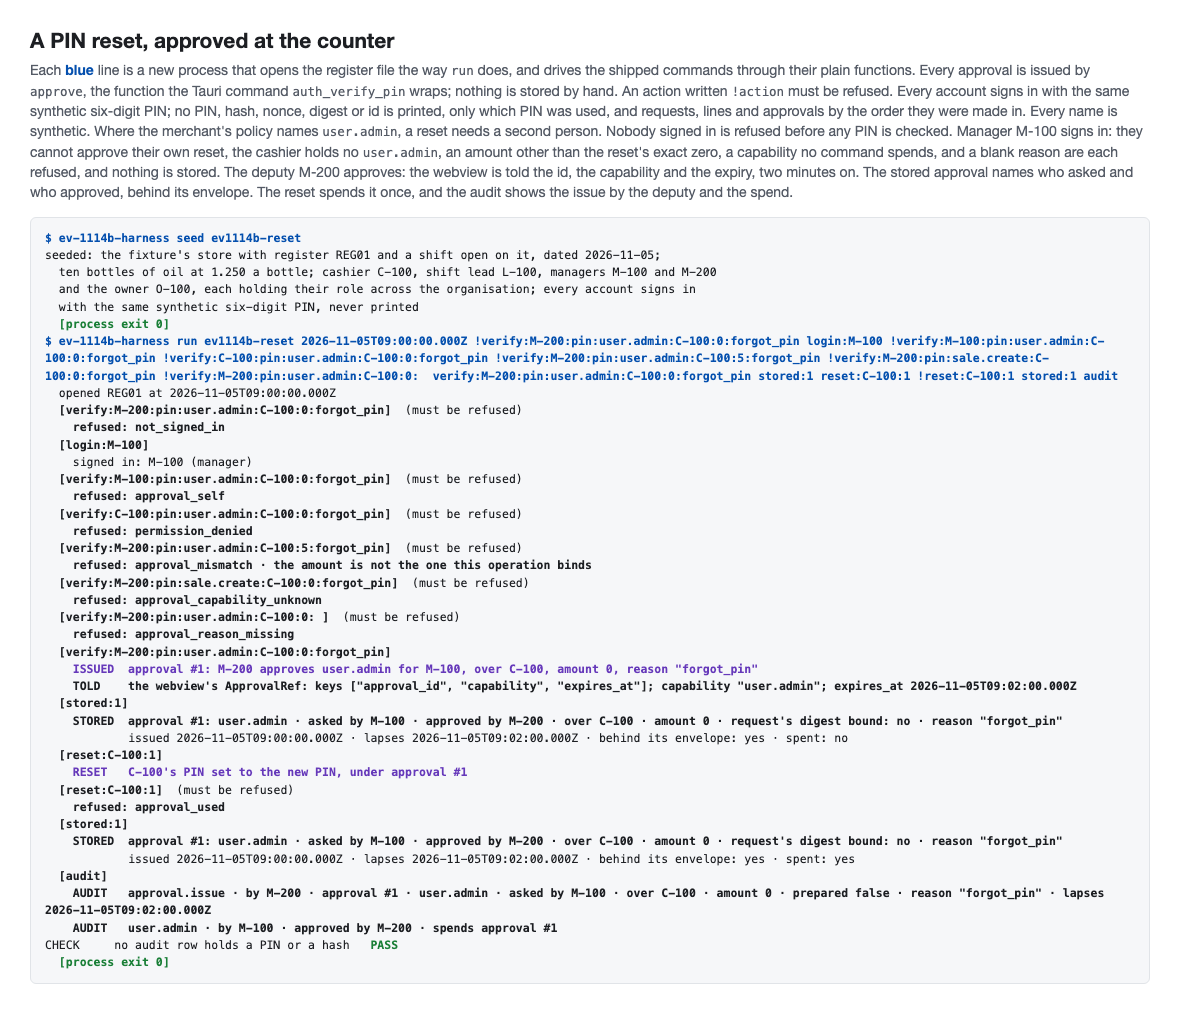 A PIN reset, approved at the counter
Each blue line is a new process that opens the register file the way run does, and drives the shipped commands through their plain functions. Every approval is issued by
approve, the function the Tauri command auth_verify_pin wraps; nothing is stored by hand. An action written !action must be refused. Every account signs in with the same
synthetic six-digit PIN; no PIN, hash, nonce, digest or id is printed, only which PIN was used, and requests, lines and approvals by the order they were made in. Every name is
synthetic. Where the merchant's policy names user.admin, a reset needs a second person. Nobody signed in is refused before any PIN is checked. Manager M-100 signs in: they
cannot approve their own reset, the cashier holds no user.admin, an amount other than the reset's exact zero, a capability no command spends, and a blank reason are each
refused, and nothing is stored. The deputy M-200 approves: the webview is told the id, the capability and the expiry, two minutes on. The stored approval names who asked and
who approved, behind its envelope. The reset spends it once, and the audit shows the issue by the deputy and the spend.
$ ev-1114b-harness seed ev1114b-reset
seeded: the fixture's store with register REG01 and a shift open on it, dated 2026-11-05;
ten bottles of oil at 1.250 a bottle; cashier C-100, shift lead L-100, managers M-100 and M-200
and the owner O-100, each holding their role across the organisation; every account signs in
with the same synthetic six-digit PIN, never printed
[process exit 0]
$ ev-1114b-harness run ev1114b-reset 2026-11-05T09:00:00.000Z !verify:M-200:pin:user.admin:C-100:0:forgot_pin login:M-100 !verify:M-100:pin:user.admin:C-
100:0:forgot_pin !verify:C-100:pin:user.admin:C-100:0:forgot_pin !verify:M-200:pin:user.admin:C-100:5:forgot_pin !verify:M-200:pin:sale.create:C-
100:0:forgot_pin !verify:M-200:pin:user.admin:C-100:0:  verify:M-200:pin:user.admin:C-100:0:forgot_pin stored:1 reset:C-100:1 !reset:C-100:1 stored:1 audit
opened REG01 at 2026-11-05T09:00:00.000Z
[verify:M-200:pin:user.admin:C-100:0:forgot_pin]  (must be refused)
refused: not_signed_in
[login:M-100]
signed in: M-100 (manager)
[verify:M-100:pin:user.admin:C-100:0:forgot_pin]  (must be refused)
refused: approval_self
[verify:C-100:pin:user.admin:C-100:0:forgot_pin]  (must be refused)
refused: permission_denied
[verify:M-200:pin:user.admin:C-100:5:forgot_pin]  (must be refused)
refused: approval_mismatch · the amount is not the one this operation binds
[verify:M-200:pin:sale.create:C-100:0:forgot_pin]  (must be refused)
refused: approval_capability_unknown
[verify:M-200:pin:user.admin:C-100:0: ]  (must be refused)
refused: approval_reason_missing
[verify:M-200:pin:user.admin:C-100:0:forgot_pin]
ISSUED  approval #1: M-200 approves user.admin for M-100, over C-100, amount 0, reason "forgot_pin"
TOLD    the webview's ApprovalRef: keys ["approval_id", "capability", "expires_at"]; capability "user.admin"; expires_at 2026-11-05T09:02:00.000Z
[stored:1]
STORED  approval #1: user.admin · asked by M-100 · approved by M-200 · over C-100 · amount 0 · request's digest bound: no · reason "forgot_pin"
issued 2026-11-05T09:00:00.000Z · lapses 2026-11-05T09:02:00.000Z · behind its envelope: yes · spent: no
[reset:C-100:1]
RESET   C-100's PIN set to the new PIN, under approval #1
[reset:C-100:1]  (must be refused)
refused: approval_used
[stored:1]
STORED  approval #1: user.admin · asked by M-100 · approved by M-200 · over C-100 · amount 0 · request's digest bound: no · reason "forgot_pin"
issued 2026-11-05T09:00:00.000Z · lapses 2026-11-05T09:02:00.000Z · behind its envelope: yes · spent: yes
[audit]
AUDIT   approval.issue · by M-200 · approval #1 · user.admin · asked by M-100 · over C-100 · amount 0 · prepared false · reason "forgot_pin" · lapses
2026-11-05T09:02:00.000Z
AUDIT   user.admin · by M-100 · approved by M-200 · spends approval #1
CHECK     no audit row holds a PIN or a hash   PASS
[process exit 0]